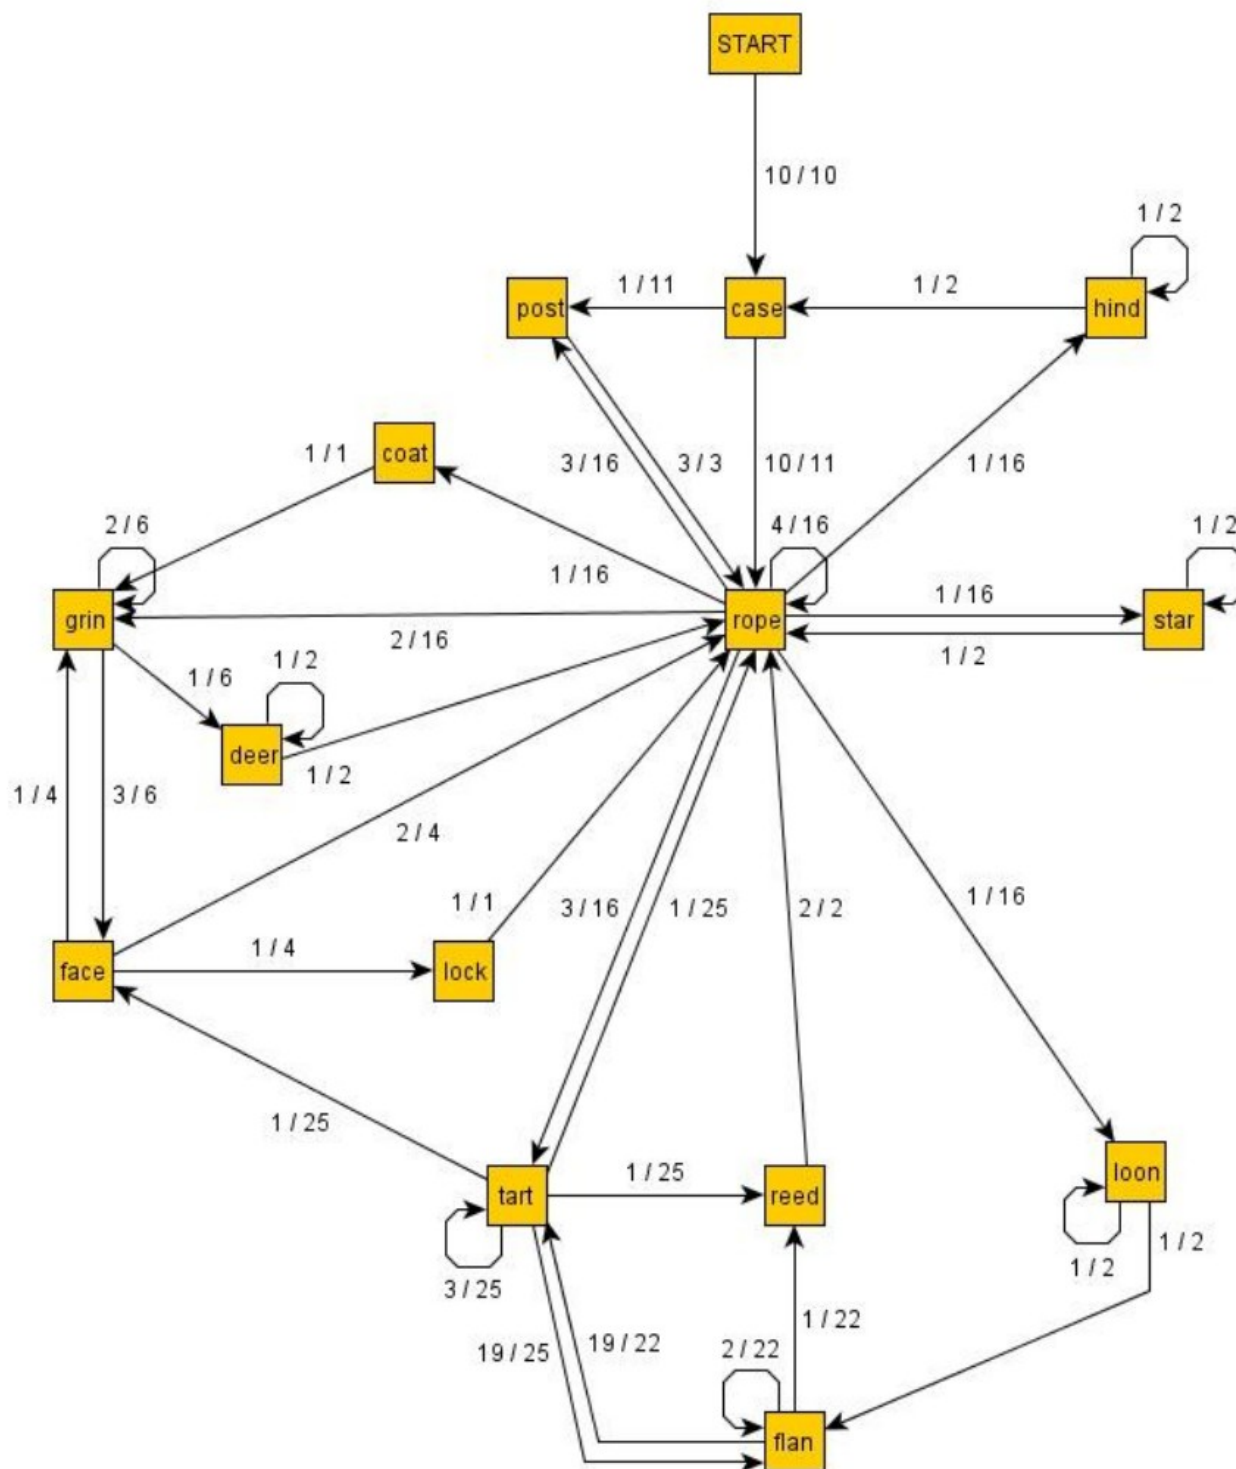 START
10 / 10
1 / 2
post
1 / 11
case
1 / 2
hind
coat
1 / 1
3 / 16
3 / 3
10 / 11
1 / 16
2 / 6
4 / 16
1 / 2
1 / 16
1 / 16
grin
rope
star
2 / 16
1 / 2
1 / 6
1 / 2
deer
1 / 2
1 / 4
3 / 6
2 / 4
1 / 1
3 / 16
1 / 25
2 / 2
1 / 16
1 / 4
face
lock
1 / 25
1 / 25
tart
reed
loon
1 / 2
1 / 2
3 / 25
1 / 22
19 / 25
19 / 22
2 / 22
flan